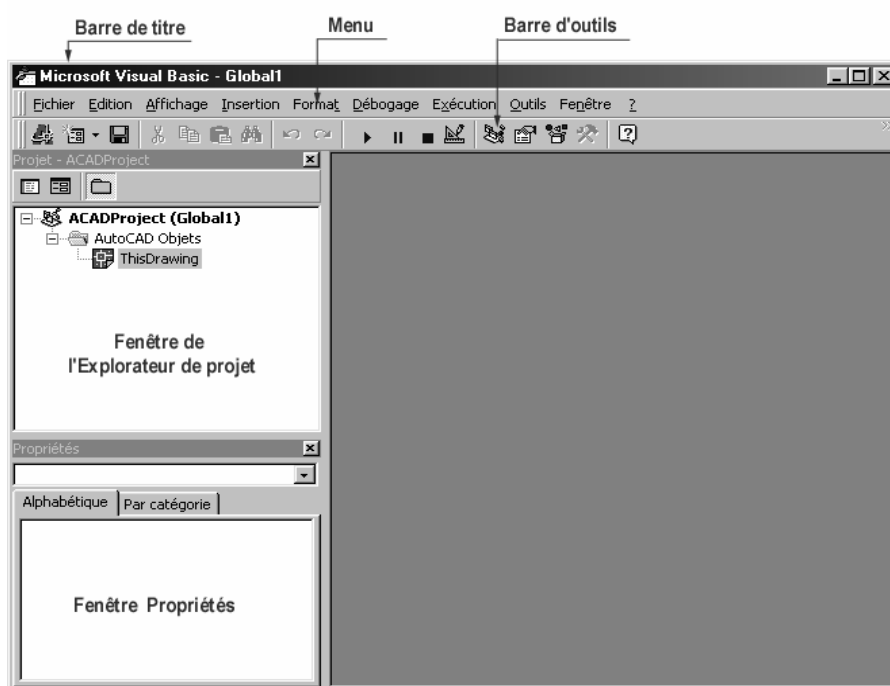 Barre de titre Menu Barre d'outils
Microsoft Visual Basic - Global1
Fichier Edition Affichage Insertion Format Débogage Exécution Outils Fenêtre ?
Projet - ACADProject
ACADProject (Global1)
AutoCAD Objets
ThisDrawing
Fenêtre de
l'Explorateur de projet
Propriétés
Alphabétique Par catégorie
Fenêtre Propriétés